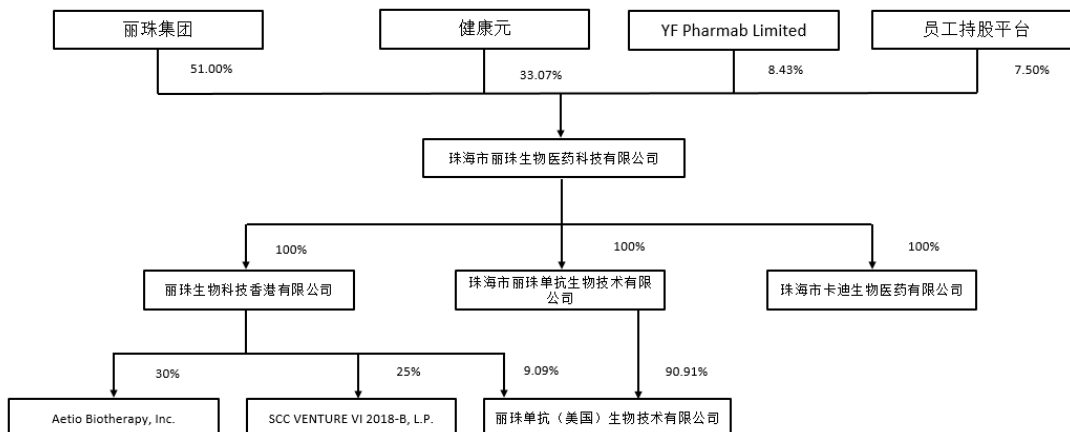 丽珠集团
健康元
YF Pharmab Limited
员工持股平台
51.00%
33.07%
8.43%
7.50%
珠海市丽珠生物医药科技有限公司
100%
100%
100%
丽珠生物科技香港有限公司
珠海市丽珠单抗生物技术有限
公司
珠海市卡迪生物医药有限公司
30%
25%
9.09%
90.91%
Aetio Biotherapy, Inc.
SCC VENTURE VI 2018-B, L.P.
丽珠单抗（美国）生物技术有限公司